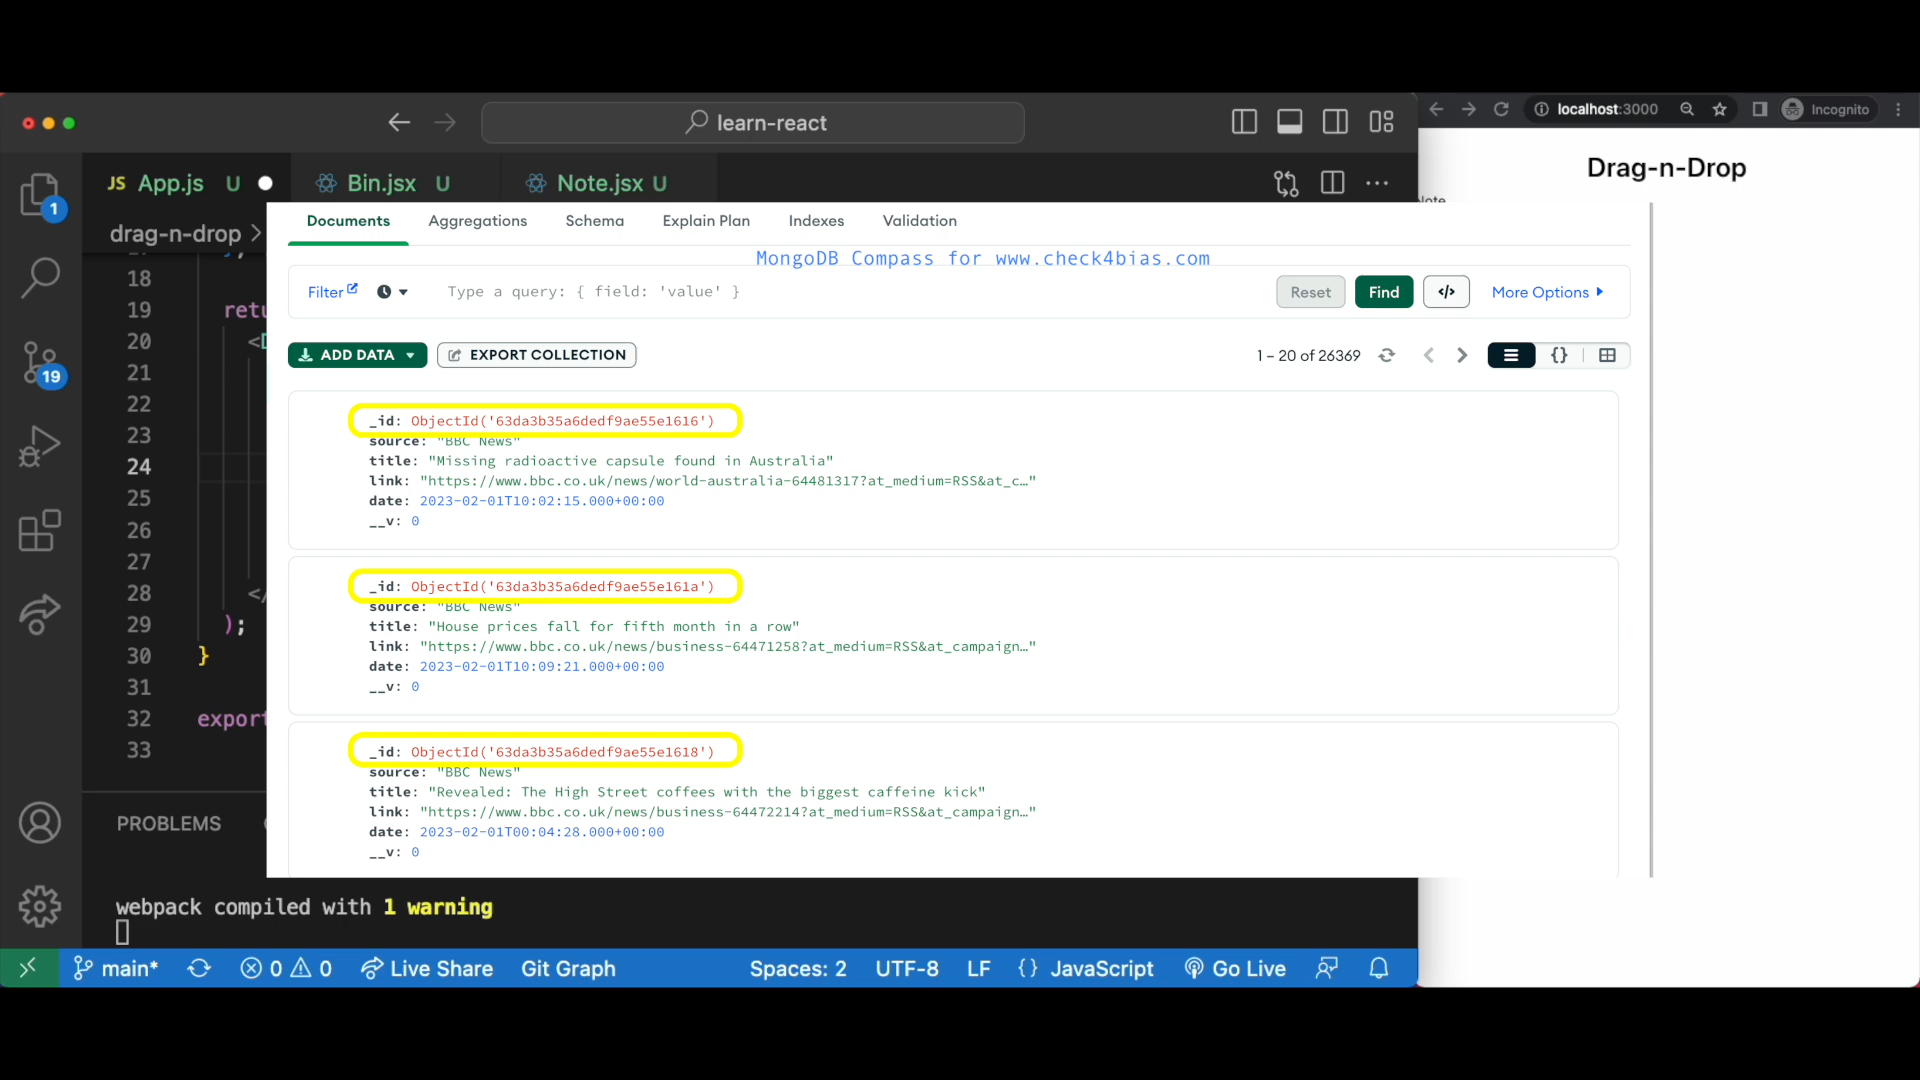 learn-react
localhost:3000
Incognito
JS App.js U
Bin.jsx U
Note.jsx U
Drag-n-Drop
drag-n-drop >
Documents
Aggregations
Schema
Explain Plan
Indexes
Validation
MongoDB Compass for www.check4bias.com
Filter
Type a query: { field: 'value' }
Reset
Find
</>
More Options
ADD DATA
EXPORT COLLECTION
1 – 20 of 26369
{}
_id: ObjectId('63da3b35a6dedf9ae55e1616')
source: "BBC News"
title: "Missing radioactive capsule found in Australia"
link: "https://www.bbc.co.uk/news/world-australia-64481317?at_medium=RSS&at_c…"
date: 2023-02-01T10:02:15.000+00:00
__v: 0
_id: ObjectId('63da3b35a6dedf9ae55e161a')
source: "BBC News"
title: "House prices fall for fifth month in a row"
link: "https://www.bbc.co.uk/news/business-64471258?at_medium=RSS&at_campaign…"
date: 2023-02-01T10:09:21.000+00:00
__v: 0
_id: ObjectId('63da3b35a6dedf9ae55e1618')
source: "BBC News"
title: "Revealed: The High Street coffees with the biggest caffeine kick"
link: "https://www.bbc.co.uk/news/business-64472214?at_medium=RSS&at_campaign…"
date: 2023-02-01T00:04:28.000+00:00
__v: 0
1
19
18
19 retu
20 <D
21
22
23
24
25
26
27
28 </
29 );
30 }
31
32 export
33
PROBLEMS
webpack compiled with 1 warning
main*
0
0
Live Share
Git Graph
Spaces: 2
UTF-8
LF
{} JavaScript
Go Live